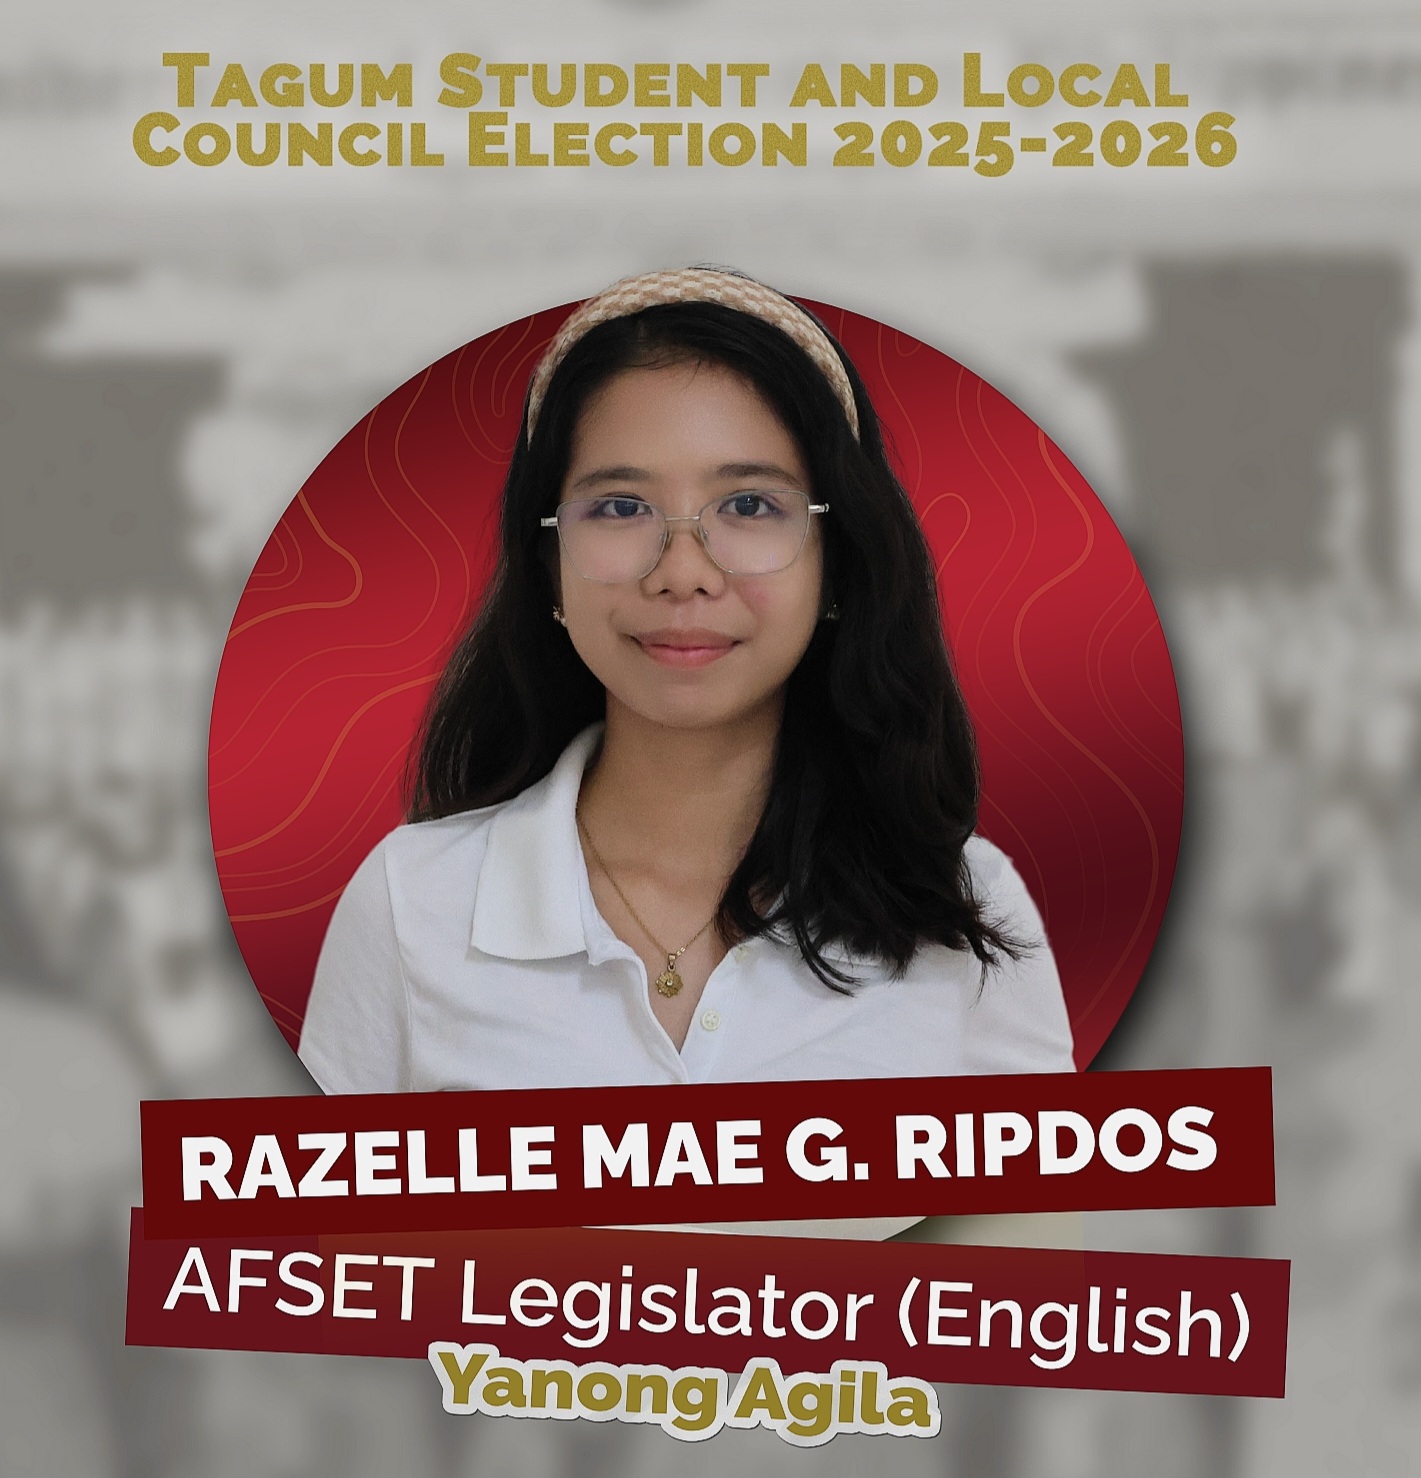 TAGUM STUDENT AND LOCAL
COUNCIL ELECTION 2025-2026
RAZELLE MAE G. RIPDOS
AFSET Legislator (English)
Yanong Agila